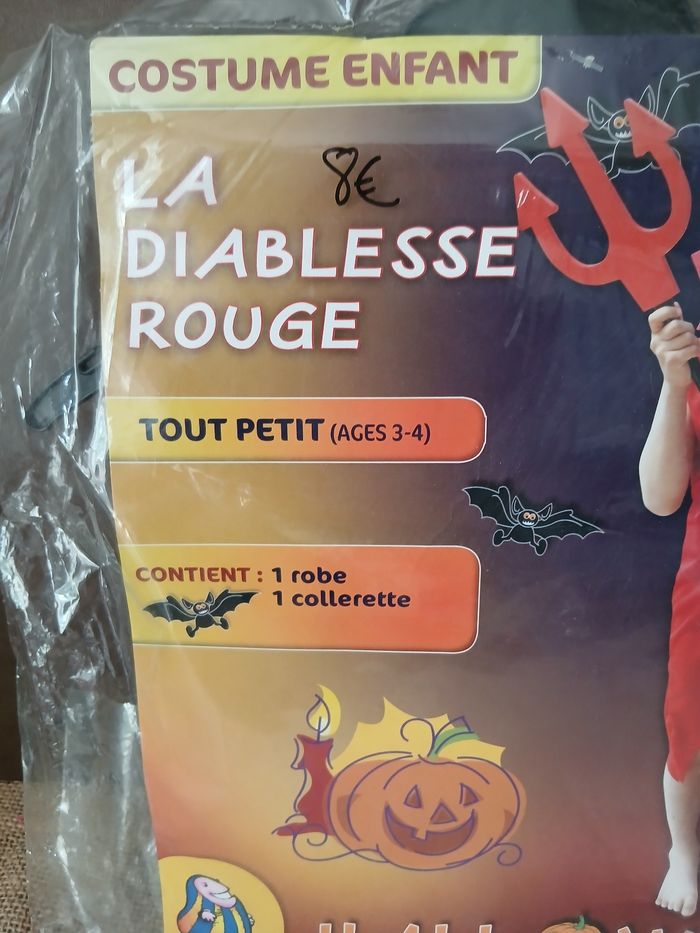 COSTUME ENFANT
8€
LA
DIABLESSE
ROUGE
TOUT PETIT (AGES 3-4)
CONTIENT : 1 robe
1 collerette